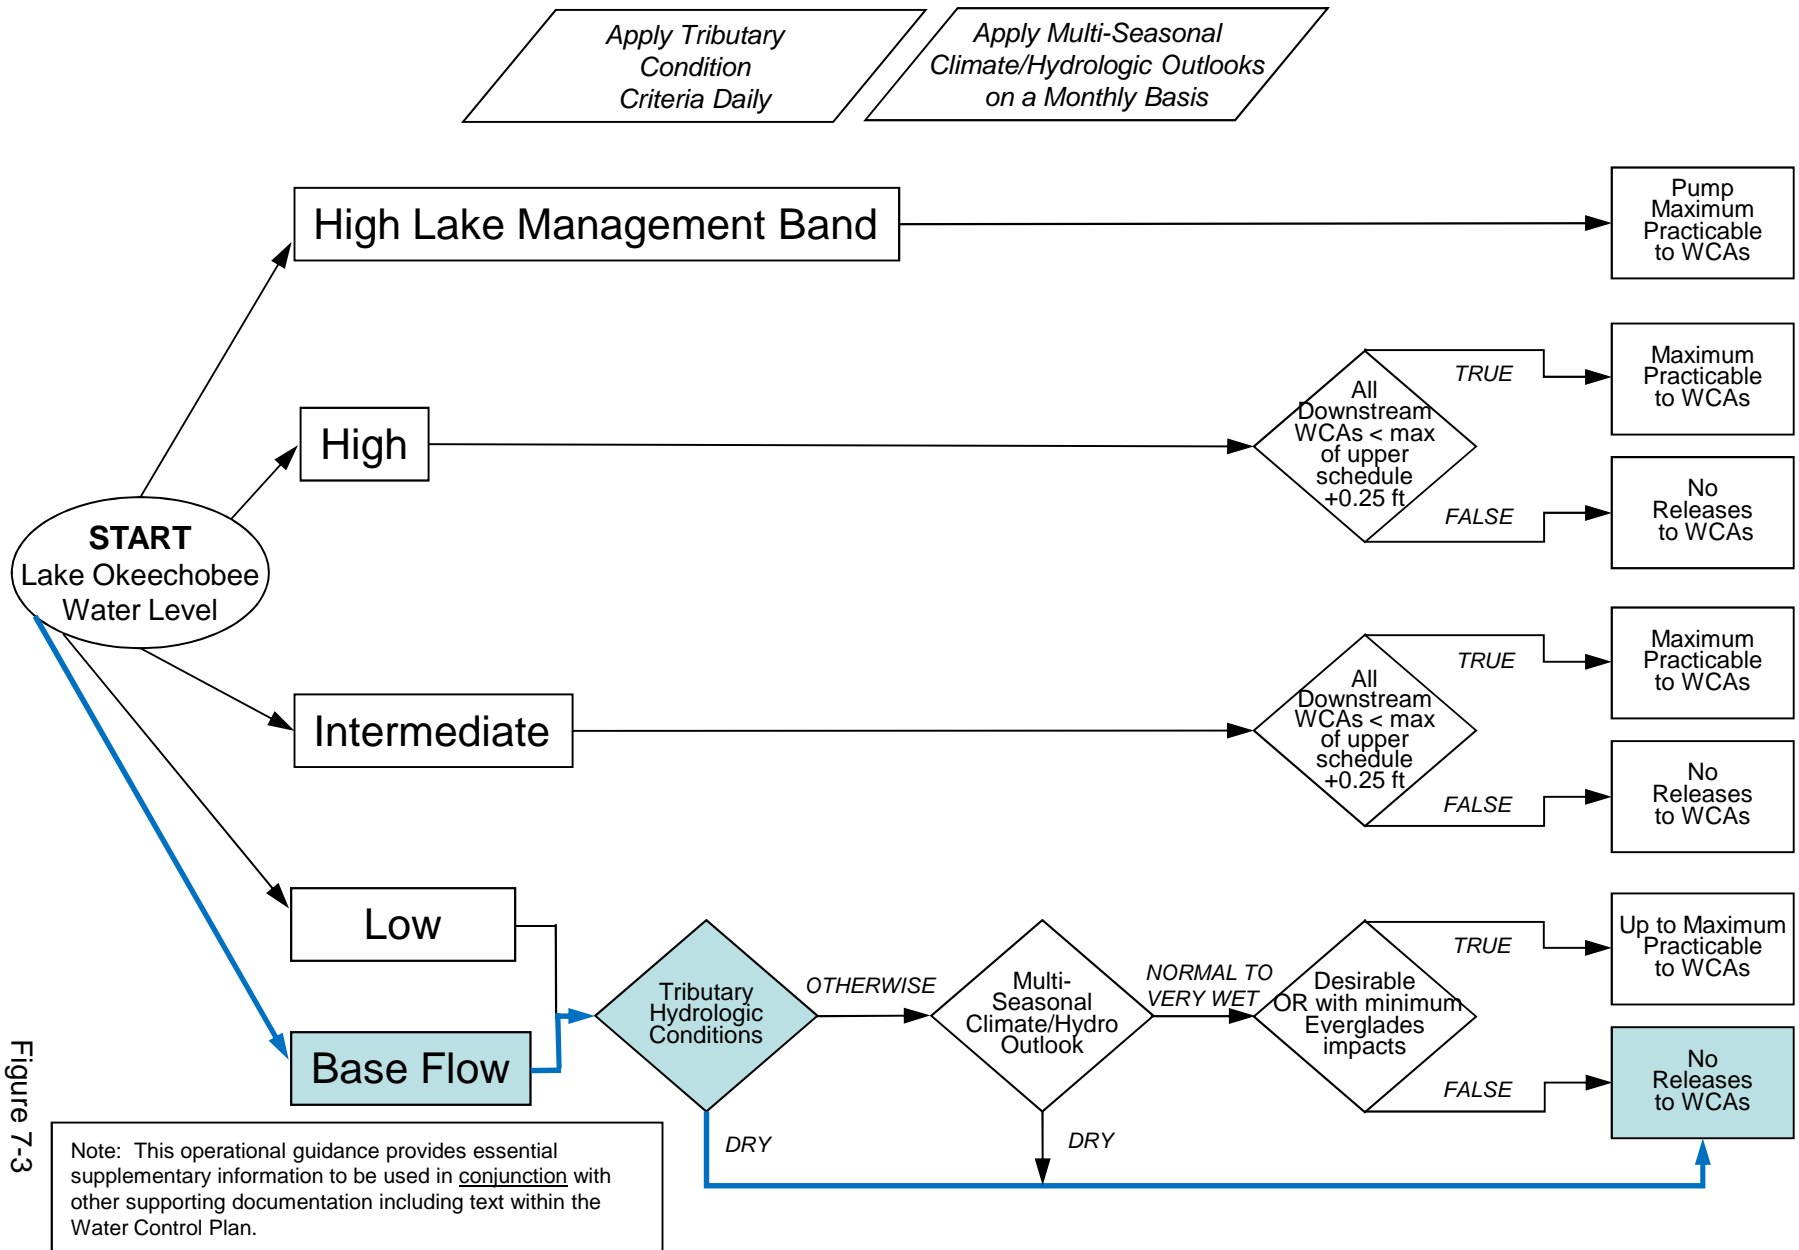 Apply Tributary
Condition
Criteria Daily
Apply Multi-Seasonal
Climate/Hydrologic Outlooks
on a Monthly Basis
High Lake Management Band
Pump
Maximum
Practicable
to WCAs
High
All
Downstream
WCAs < max
of upper
schedule
+0.25 ft
TRUE
Maximum
Practicable
to WCAs
FALSE
No
Releases
to WCAs
START
Lake Okeechobee
Water Level
Intermediate
All
Downstream
WCAs < max
of upper
schedule
+0.25 ft
TRUE
Maximum
Practicable
to WCAs
FALSE
No
Releases
to WCAs
Low
Base Flow
Tributary
Hydrologic
Conditions
OTHERWISE
Multi-
Seasonal
Climate/Hydro
Outlook
NORMAL TO
VERY WET
Desirable
OR with minimum
Everglades
impacts
TRUE
Up to Maximum
Practicable
to WCAs
FALSE
No
Releases
to WCAs
DRY
DRY
Figure 7-3
Note:  This operational guidance provides essential
supplementary information to be used in conjunction with
other supporting documentation including text within the
Water Control Plan.